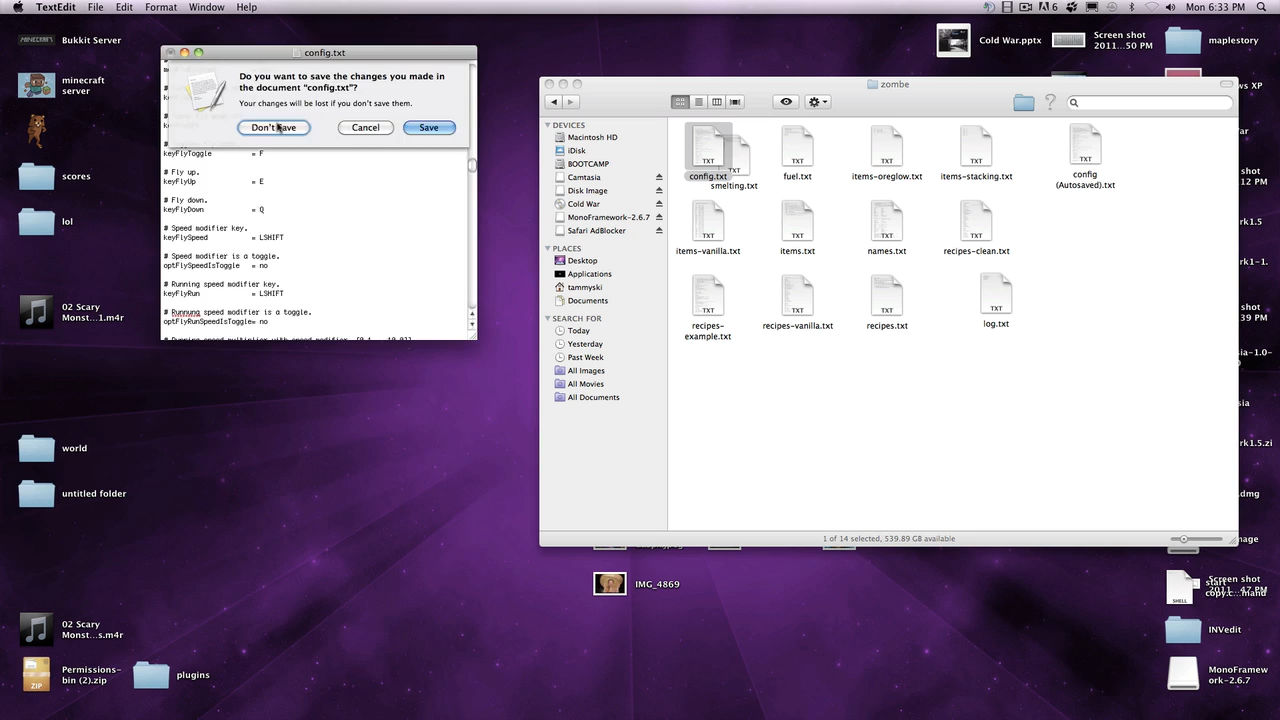 TextEdit File Edit Format Window Help
6 Mon 6:33 PM
Bukkit Server
minecraft
server
scores
lol
02 Scary
Monst...1.m4r
world
untitled folder
02 Scary
Monst...s.m4r
Permissions-
bin (2).zip
plugins
config.txt
Do you want to save the changes you made in
the document “config.txt”?
Your changes will be lost if you don’t save them.
Don't Save Cancel Save
keyFlyToggle = F
# Fly up.
keyFlyUp = E
# Fly down.
keyFlyDown = Q
# Speed modifier key.
keyFlySpeed = LSHIFT
# Speed modifier is a toggle.
optFlySpeedIsToggle = no
# Running speed modifier key.
keyFlyRun = LSHIFT
# Runnung speed modifier is a toggle.
optFlyRunSpeedIsToggle= no
zombe
DEVICES
Macintosh HD
iDisk
BOOTCAMP
Camtasia
Disk Image
Cold War
MonoFramework-2.6.7
Safari AdBlocker
PLACES
Desktop
Applications
tammyski
Documents
SEARCH FOR
Today
Yesterday
Past Week
All Images
All Movies
All Documents
config.txt
smelting.txt
fuel.txt
items-oreglow.txt
items-stacking.txt
config
(Autosaved).txt
items-vanilla.txt
items.txt
names.txt
recipes-clean.txt
recipes-
example.txt
recipes-vanilla.txt
recipes.txt
log.txt
1 of 14 selected, 539.89 GB available
IMG_4869
Cold War.pptx
Screen shot
2011...50 PM
maplestory
Screen shot
INVedit
MonoFramew
ork-2.6.7